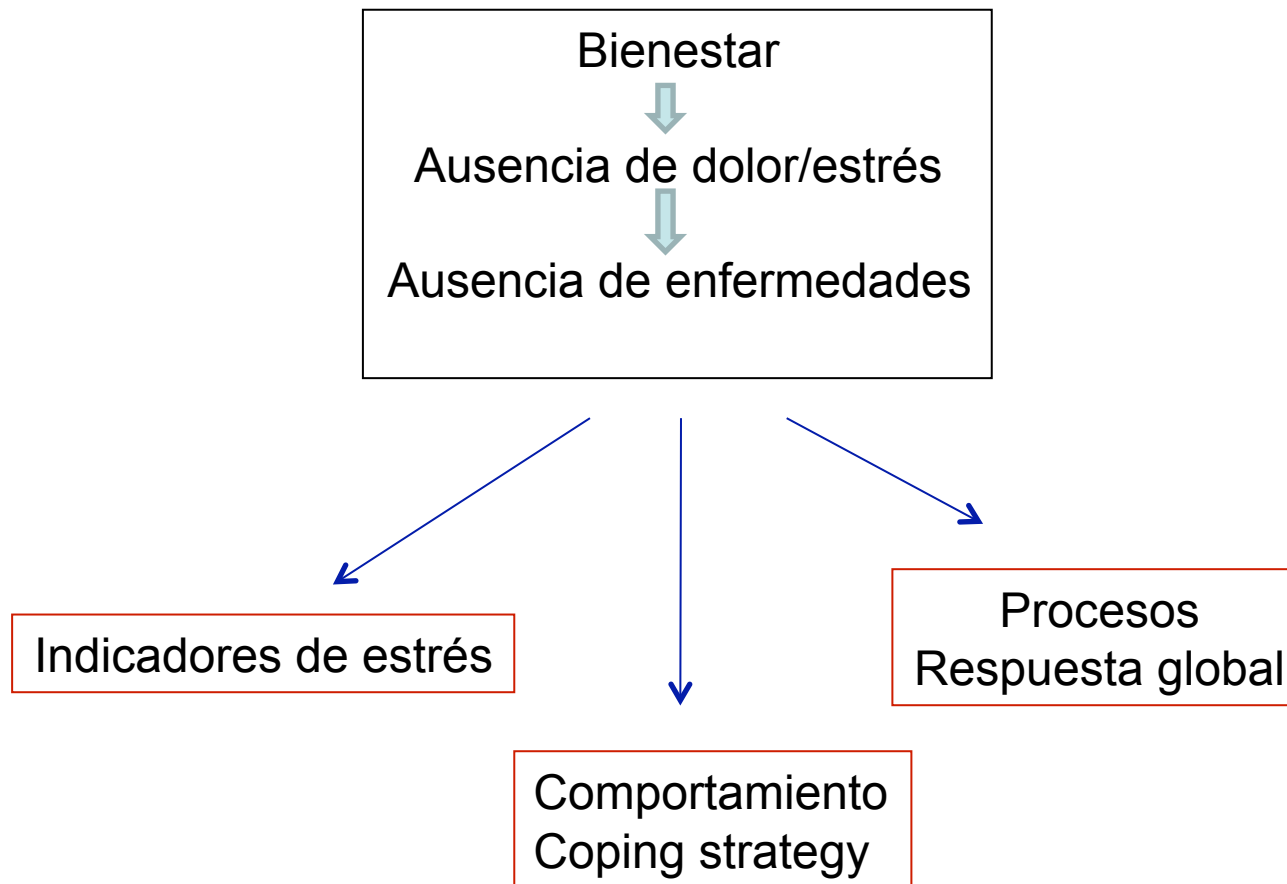 Bienestar
Ausencia de dolor/estrés
Ausencia de enfermedades
Indicadores de estrés
Procesos
Respuesta global
Comportamiento
Coping strategy